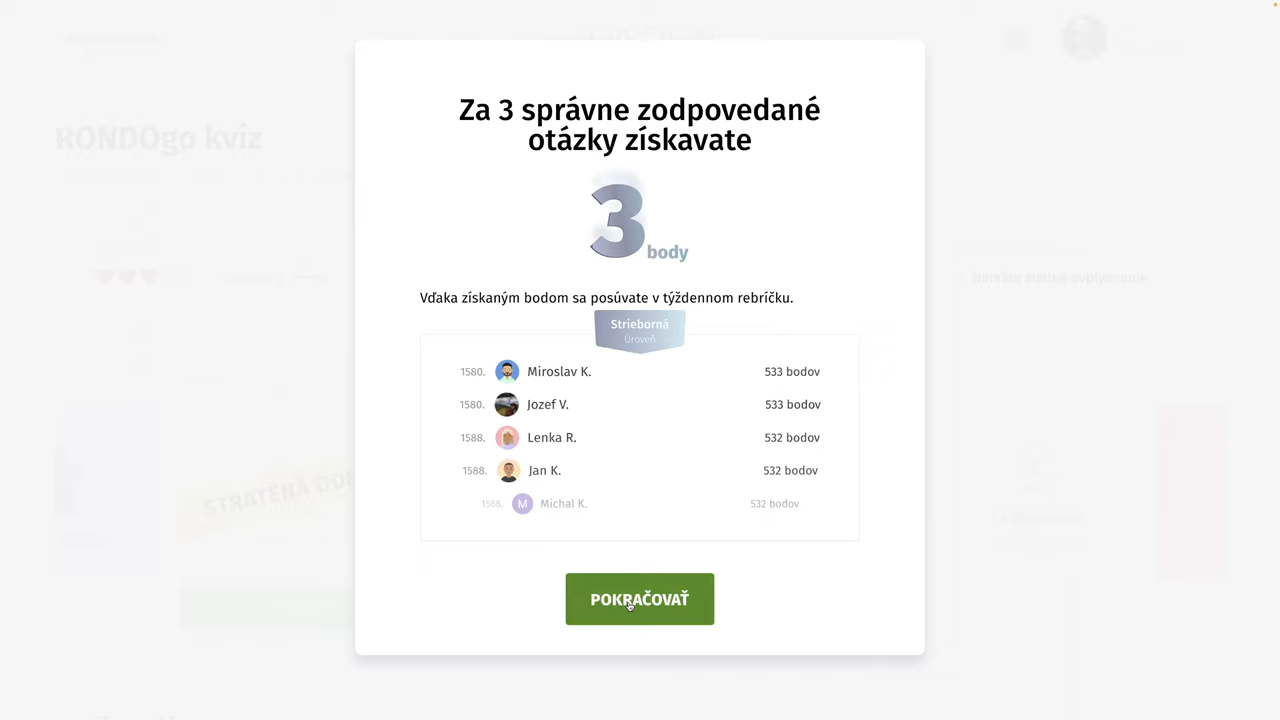 Za 3 správne zodpovedané
otázky získavate
3 body
Vďaka získaným bodom sa posúvate v týždennom rebríčku.
Strieborná
Úroveň
1580. Miroslav K. 533 bodov
1580. Jozef V. 533 bodov
1588. Lenka R. 532 bodov
1588. Jan K. 532 bodov
1588. M Michal K. 532 bodov
POKRAČOVAŤ
RONDOgo kvíz
STRATENÁ